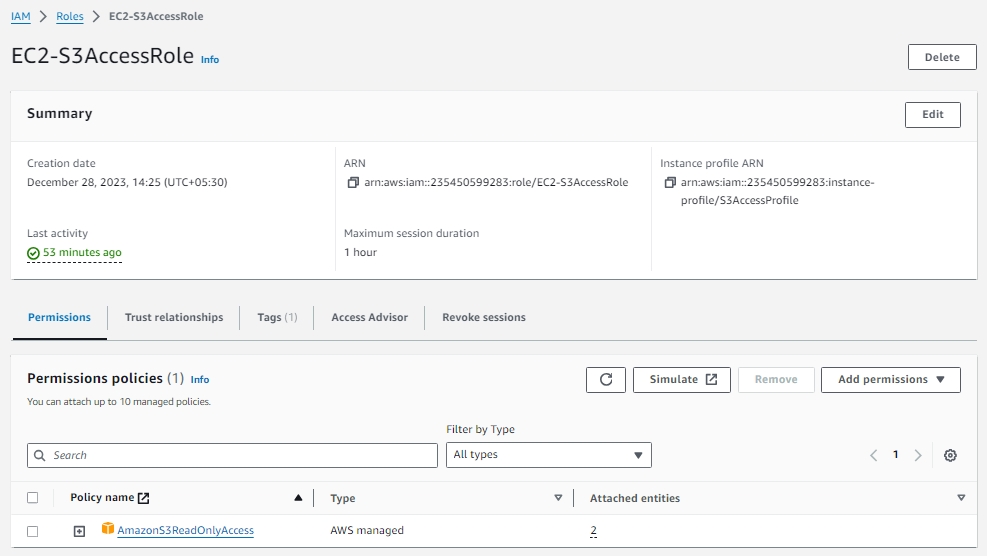 IAM > Roles > EC2-S3AccessRole
EC2-S3AccessRole Info
Delete
Summary
Edit
Creation date
December 28, 2023, 14:25 (UTC+05:30)
ARN
arn:aws:iam::235450599283:role/EC2-S3AccessRole
Instance profile ARN
arn:aws:iam::235450599283:instance-
profile/S3AccessProfile
Last activity
53 minutes ago
Maximum session duration
1 hour
Permissions
Trust relationships
Tags (1)
Access Advisor
Revoke sessions
Permissions policies (1) Info
You can attach up to 10 managed policies.
Simulate
Remove
Add permissions
Filter by Type
Search
All types
1
Policy name
Type
Attached entities
AmazonS3ReadOnlyAccess
AWS managed
2